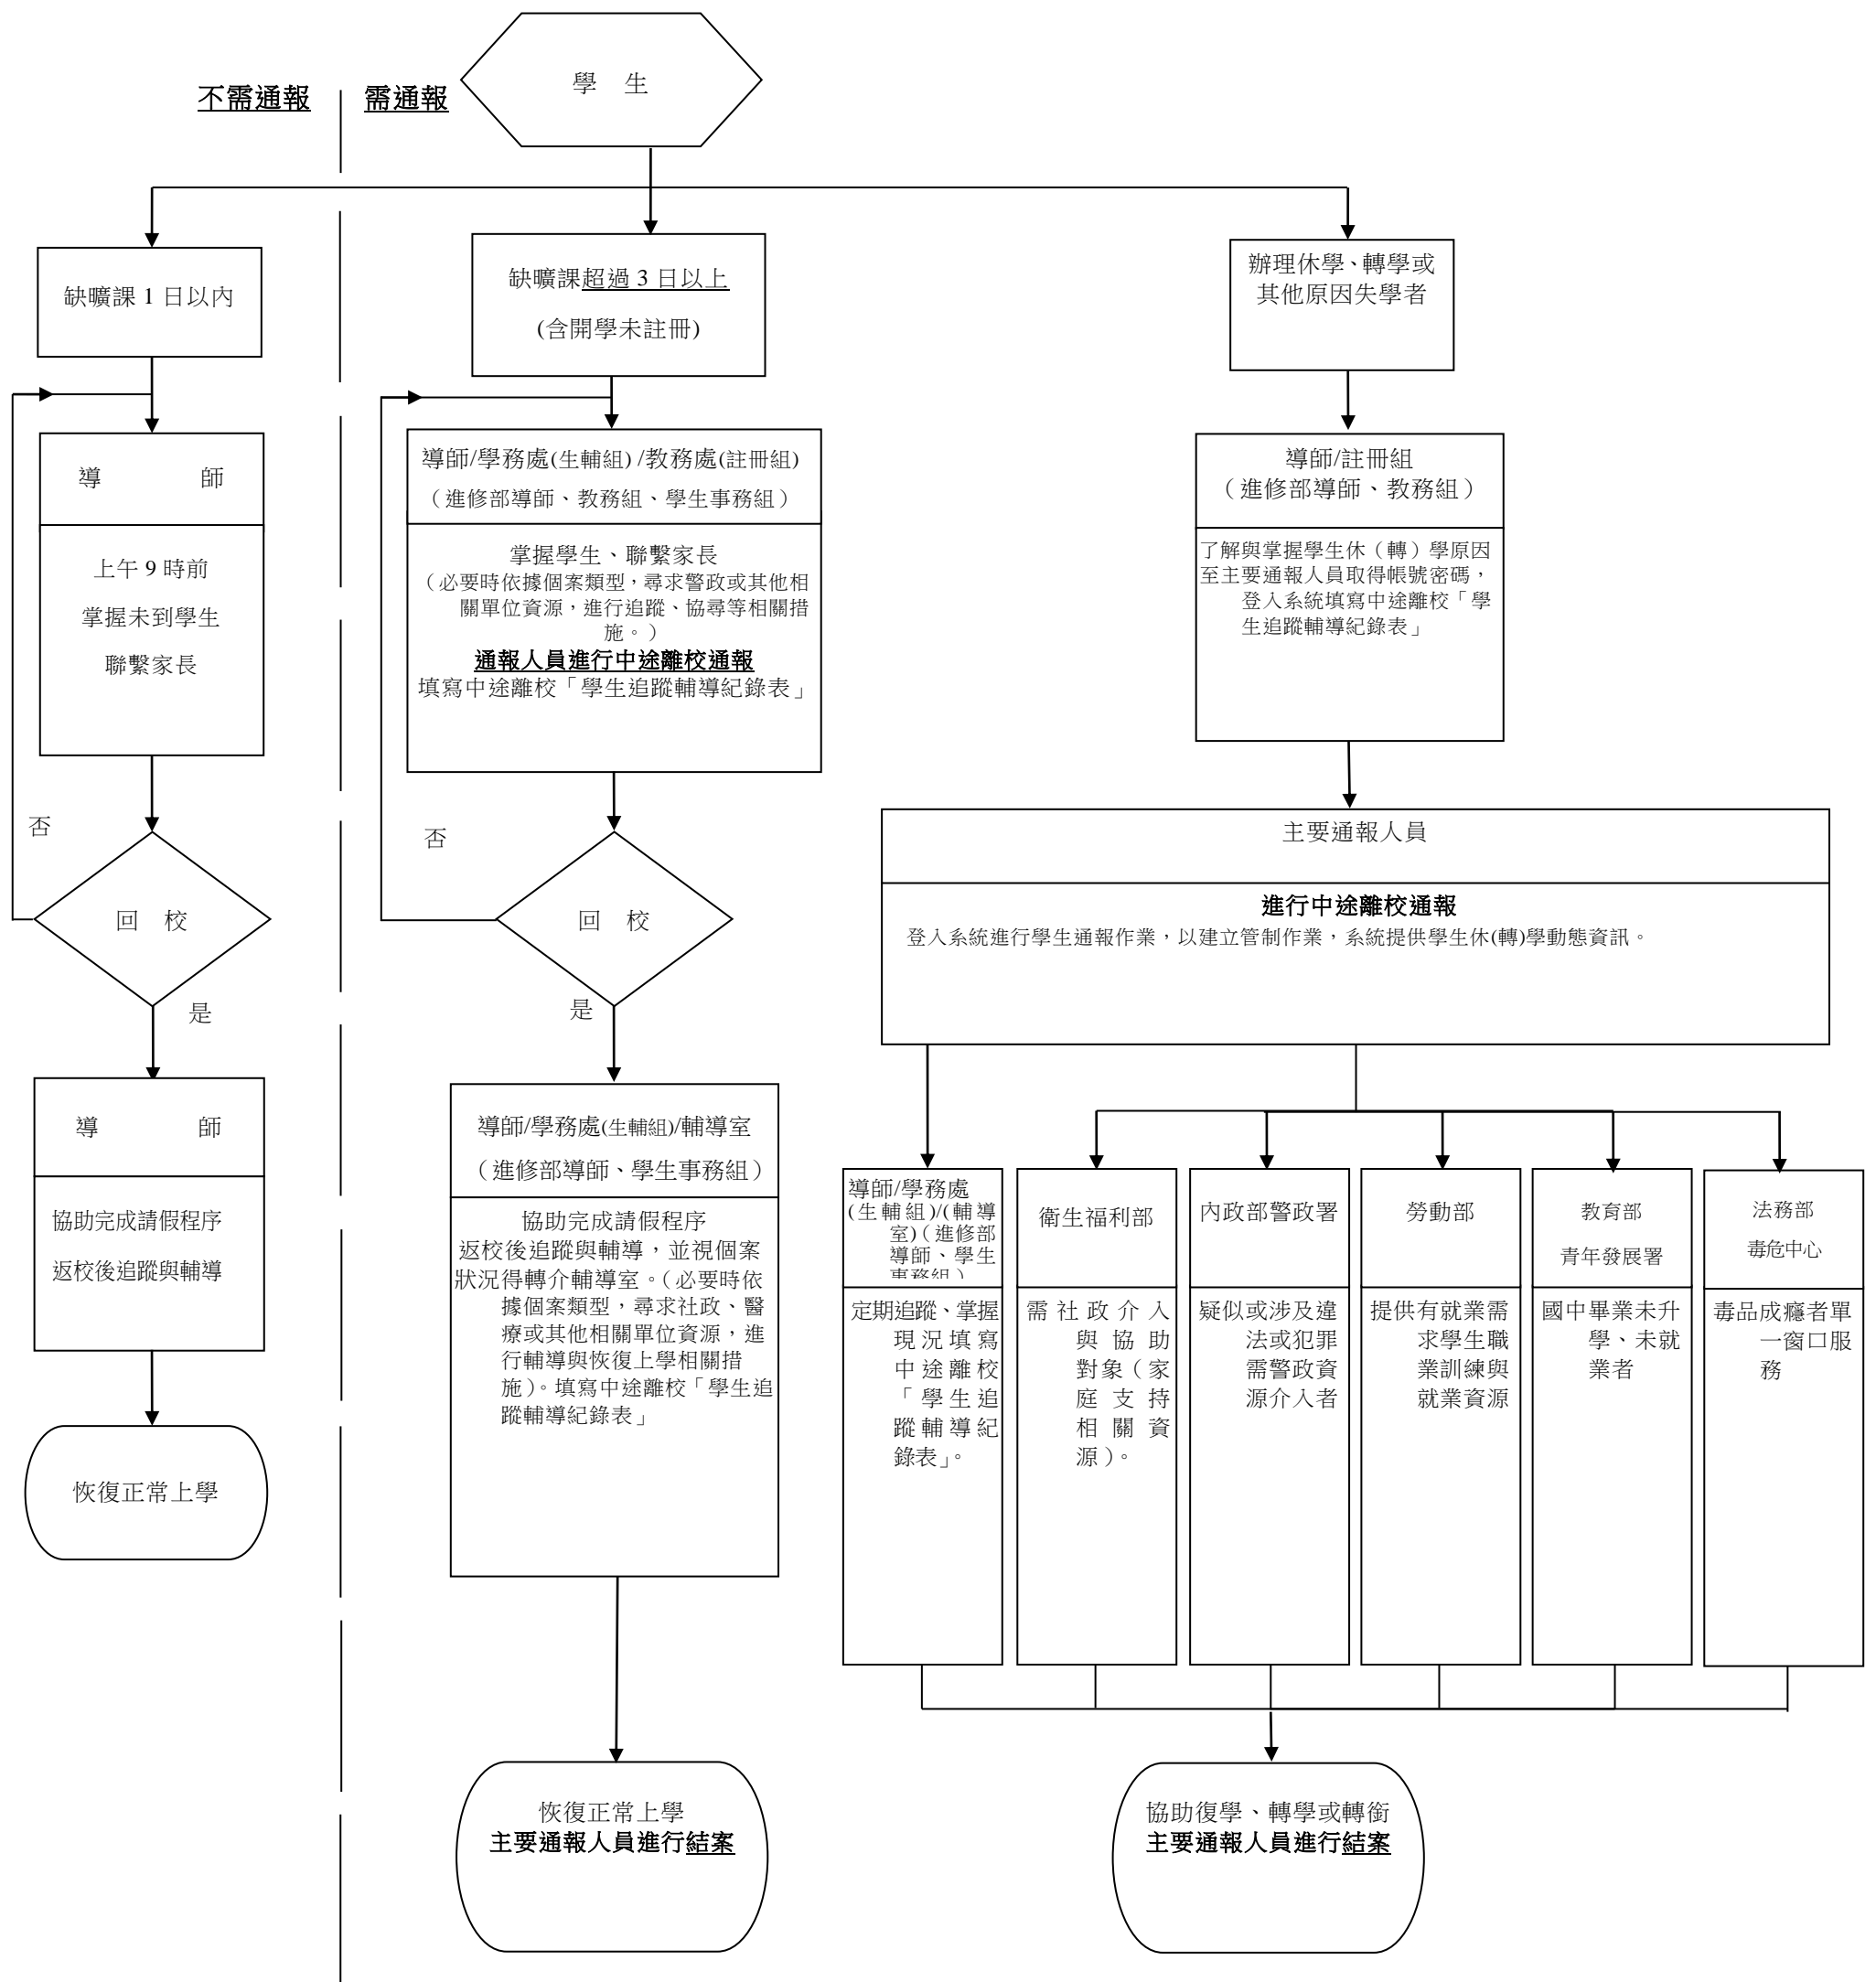 學　生
不需通報
需通報
缺曠課 1 日以內
缺曠課超過 3 日以上
(含開學未註冊)
辦理休學、轉學或
其他原因失學者
導　　師
上午 9 時前
掌握未到學生
聯繫家長
導師/學務處(生輔組) /教務處(註冊組)
（進修部導師、教務組、學生事務組）
掌握學生、聯繫家長
（必要時依據個案類型，尋求警政或其他相
關單位資源，進行追蹤、協尋等相關措
施。）
通報人員進行中途離校通報
填寫中途離校「學生追蹤輔導紀錄表」
導師/註冊組
（進修部導師、教務組）
了解與掌握學生休（轉）學原因
至主要通報人員取得帳號密碼，
登入系統填寫中途離校「學
生追蹤輔導紀錄表」
否
回　校
是
否
回　校
是
主要通報人員
進行中途離校通報
登入系統進行學生通報作業，以建立管制作業，系統提供學生休(轉)學動態資訊。
導　　師
協助完成請假程序
返校後追蹤與輔導
恢復正常上學
導師/學務處(生輔組)/輔導室
（進修部導師、學生事務組）
協助完成請假程序
返校後追蹤與輔導，並視個案
狀況得轉介輔導室。（必要時依
據個案類型，尋求社政、醫
療或其他相關單位資源，進
行輔導與恢復上學相關措
施）。填寫中途離校「學生追
蹤輔導紀錄表」
恢復正常上學
主要通報人員進行結案
導師/學務處
(生輔組)/(輔導
室)（進修部
導師、學生
事務組）
定期追蹤、掌握
現況填寫
中途離校
「學生追
蹤輔導紀
錄表」。
衛生福利部
需社政介入
與協助
對象（家
庭支持
相關資
源）。
內政部警政署
疑似或涉及違
法或犯罪
需警政資
源介入者
勞動部
提供有就業需
求學生職
業訓練與
就業資源
教育部
青年發展署
國中畢業未升
學、未就
業者
法務部
毒危中心
毒品成癮者單
一窗口服
務
協助復學、轉學或轉銜
主要通報人員進行結案